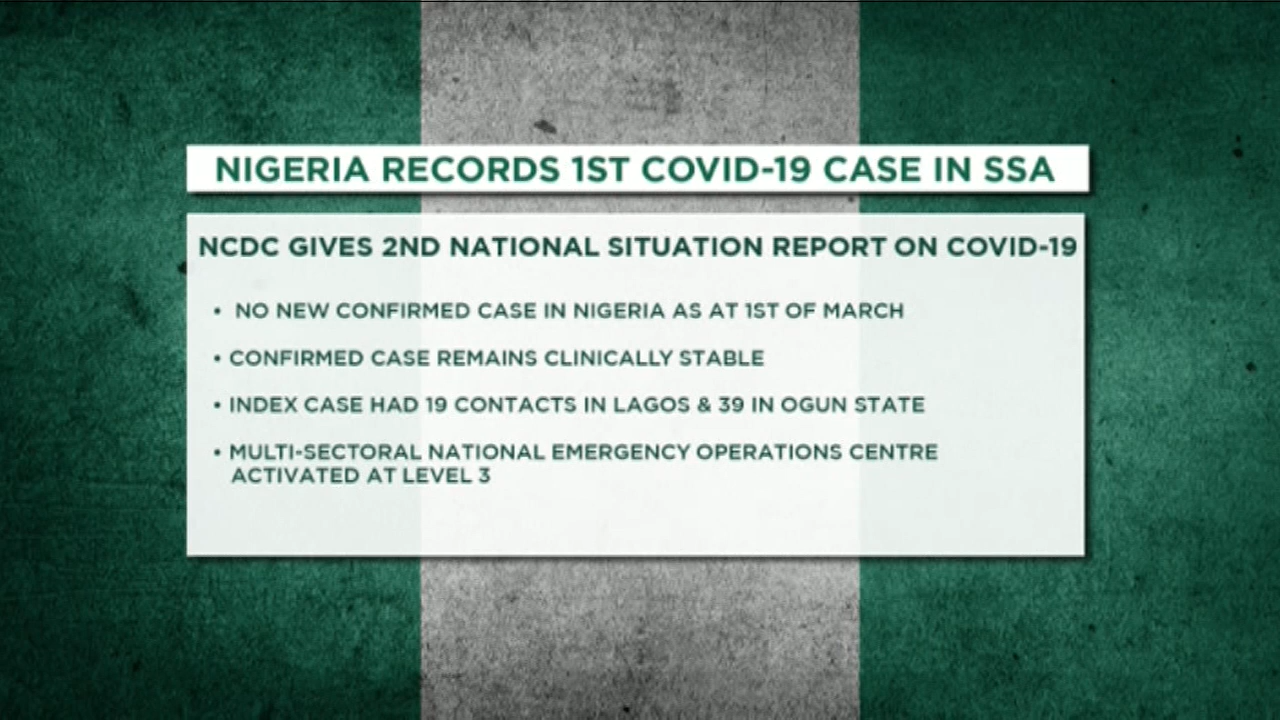 NIGERIA RECORDS 1ST COVID-19 CASE IN SSA
NCDC GIVES 2ND NATIONAL SITUATION REPORT ON COVID-19
• NO NEW CONFIRMED CASE IN NIGERIA AS AT 1ST OF MARCH
• CONFIRMED CASE REMAINS CLINICALLY STABLE
• INDEX CASE HAD 19 CONTACTS IN LAGOS & 39 IN OGUN STATE
• MULTI-SECTORAL NATIONAL EMERGENCY OPERATIONS CENTRE
ACTIVATED AT LEVEL 3